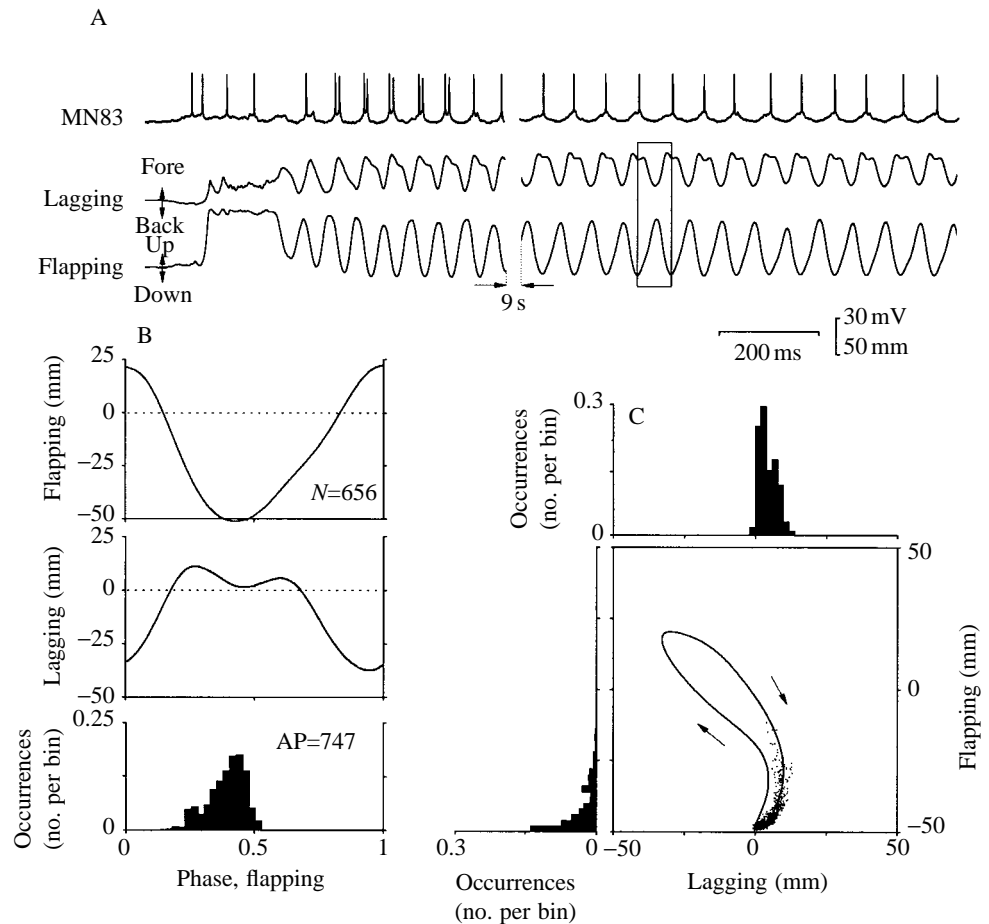 A
MN83
Fore
Lagging
Back
Up
Flapping
Down
9 s
30 mV
50 mm
200 ms
B
25
0
−25
−50
Flapping (mm)
N=656
25
0
−25
−50
Lagging (mm)
0.25
0
Occurrences
(no. per bin)
AP=747
0
0.5
1
Phase, flapping
C
0.3
0
Occurrences
(no. per bin)
50
0
−50
Flapping (mm)
0.3
0
Occurrences
(no. per bin)
−50
0
50
Lagging (mm)